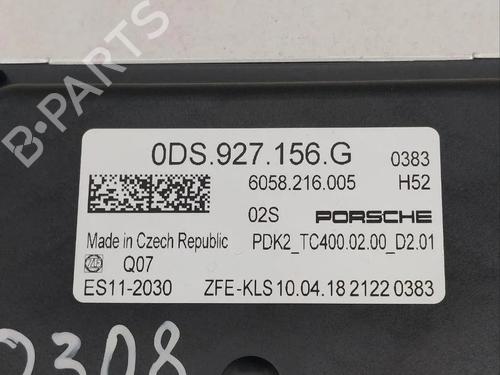 B-PARTS
0DS.927.156.G 0383
6058.216.005 H52
02S PORSCHE
Made in Czech Republic PDK2_TC400.02.00_D2.01
Q07
ES11-2030 ZFE-KLS 10.04.18 2122 0383
2308